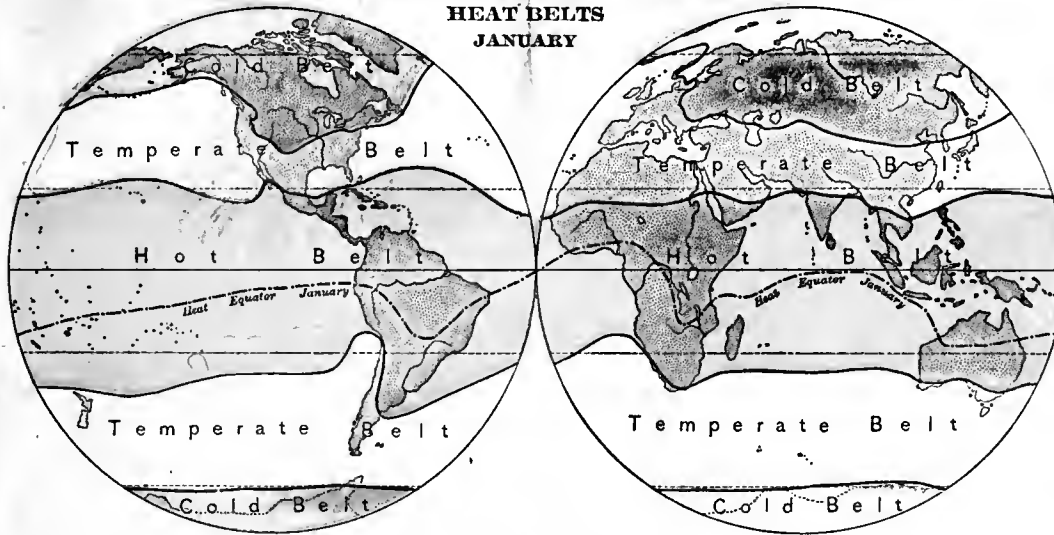 HEAT BELTS
JANUARY
Cold Belt
Temperate Belt
Hot Belt
Heat Equator January
Temperate Belt
Cold Belt
Cold Belt
Temperate Belt
Hot Belt
Heat Equator January
Temperate Belt
Cold Belt